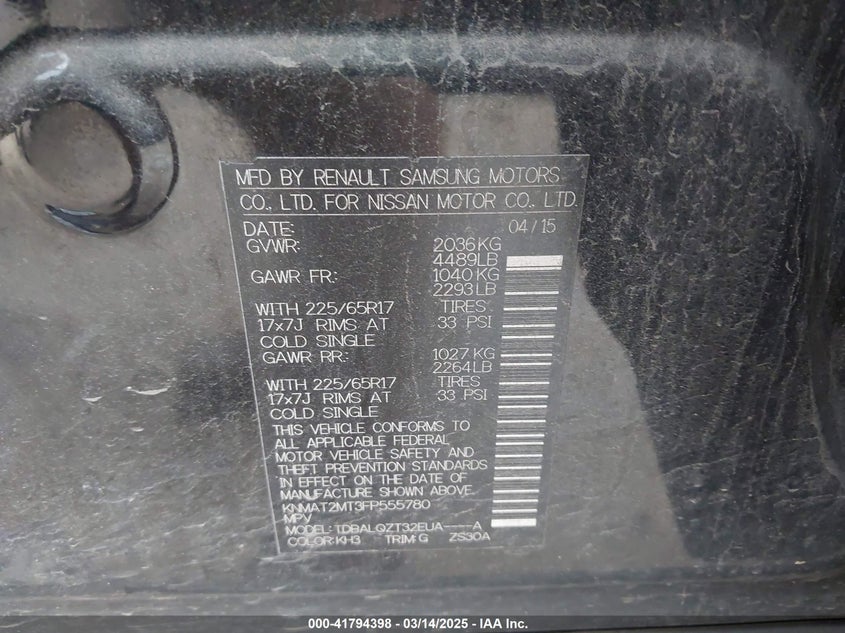 MFD BY RENAULT SAMSUNG MOTORS
CO., LTD. FOR NISSAN MOTOR CO. LTD.
DATE: 04/15
GVWR: 2036KG
4489LB
GAWR FR.: 1040KG
2293LB
WITH 225/65R17 TIRES
17x7J RIMS AT 33 PSI
COLD SINGLE
GAWR RR.: 1027KG
2264LB
WITH 225/65R17 TIRES
17x7J RIMS AT 33 PSI
COLD SINGLE
THIS VEHICLE CONFORMS TO
ALL APPLICABLE FEDERAL
MOTOR VEHICLE SAFETY AND
THEFT PREVENTION STANDARDS
IN EFFECT ON THE DATE OF
MANUFACTURE SHOWN ABOVE.
KNMAT2MT3FP555780
MPV
MODEL: TDBALQZT32EUA----A
COLOR:KH3 TRIM:G ZS30A
000-41794398 - 03/14/2025 - IAA Inc.